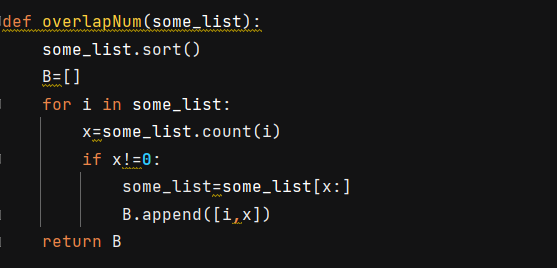 def overlapNum(some_list):
    some_list.sort()
    B=[]
    for i in some_list:
        x=some_list.count(i)
        if x!=0:
            some_list=some_list[x:]
            B.append([i,x])
    return B